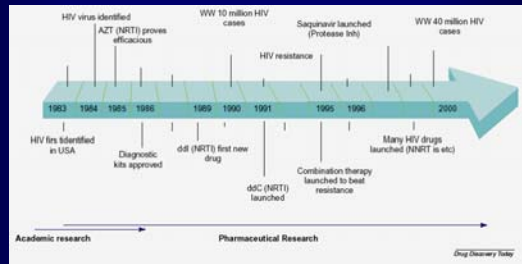 HIV virus identified
AZT (NRTI) proves
efficacious
WW 10 million HIV
cases
HIV resistance
Saquinavir launched
(Protease Inh)
WW 40 million HIV
cases
1983 1984 1985 1986 1989 1990 1991 1995 1996 2000
HIV firs tidentified
in USA
Diagnostic
kits approved
ddI (NRTI) first new
drug
ddC (NRTI)
launched
Combination therapy
launched to beat
resistance
Many HIV drugs
launched (NNRT is etc)
Academic research
Pharmaceutical Research
Drug Discovery Today